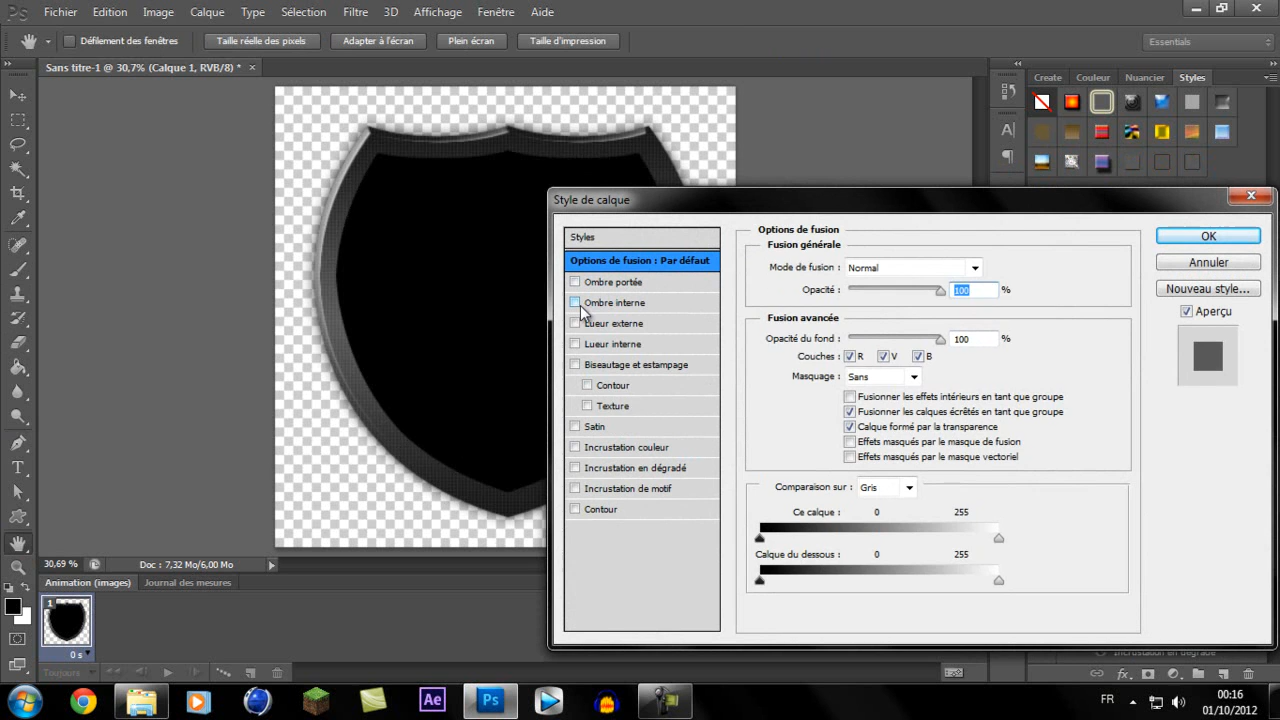 Ps Fichier Edition Image Calque Type Sélection Filtre 3D Affichage Fenêtre Aide
Défilement des fenêtres Taille réelle des pixels Adapter à l'écran Plein écran Taille d'impression Essentials
Sans titre-1 @ 30,7% (Calque 1, RVB/8) *
Create Couleur Nuancier Styles
Style de calque
Styles
Options de fusion : Par défaut
Ombre portée
Ombre interne
Lueur externe
Lueur interne
Biseautage et estampage
Contour
Texture
Satin
Incrustation couleur
Incrustation en dégradé
Incrustation de motif
Contour
Options de fusion
Fusion générale
Mode de fusion : Normal
Opacité : 100 %
Fusion avancée
Opacité du fond : 100 %
Couches : R V B
Masquage : Sans
Fusionner les effets intérieurs en tant que groupe
Fusionner les calques écrêtés en tant que groupe
Calque formé par la transparence
Effets masqués par le masque de fusion
Effets masqués par le masque vectoriel
Comparaison sur : Gris
Ce calque : 0 255
Calque du dessous : 0 255
OK
Annuler
Nouveau style...
Aperçu
30,69 % Doc : 7,32 Mo/6,00 Mo
Animation (images) Journal des mesures
1
0 s
Toujours
Incrustation en dégradé
fx
Ae Ps
FR 00:16
01/10/2012